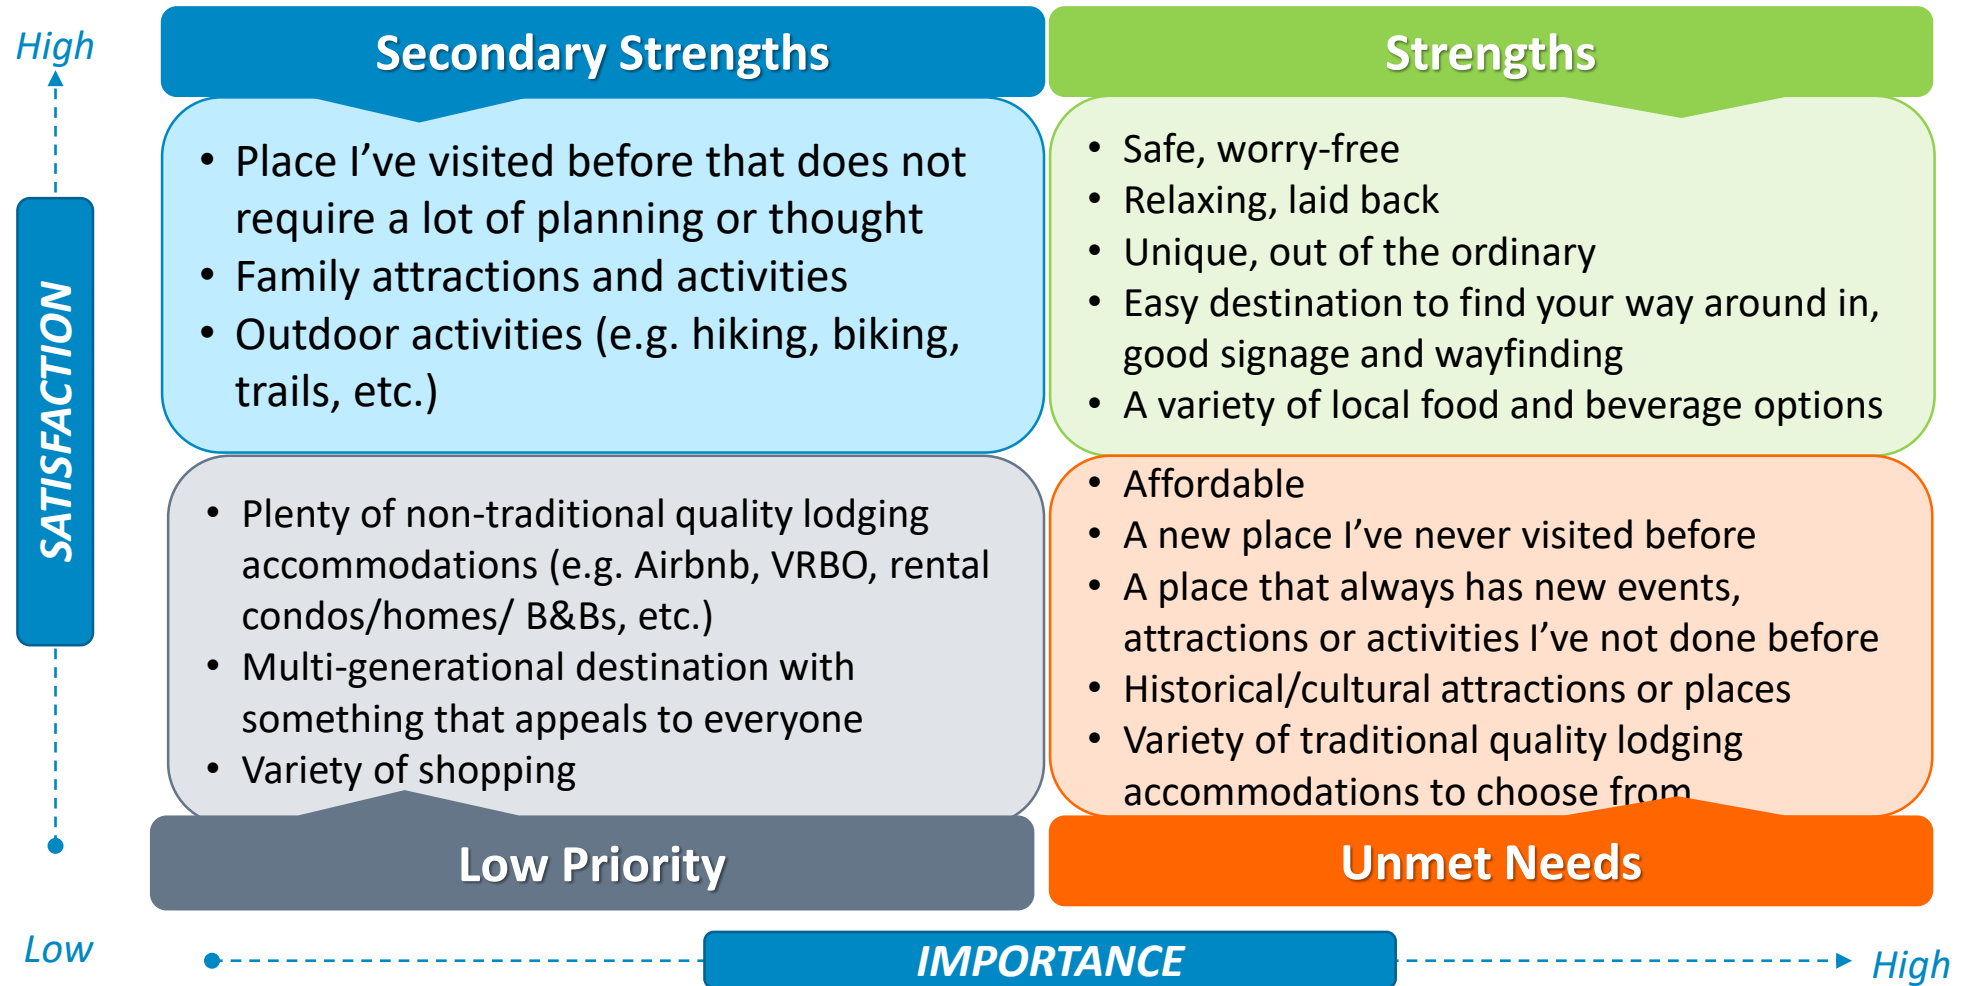 High
Secondary Strengths
Strengths
• Place I’ve visited before that does not
require a lot of planning or thought
• Family attractions and activities
• Outdoor activities (e.g. hiking, biking,
trails, etc.)
• Safe, worry-free
• Relaxing, laid back
• Unique, out of the ordinary
• Easy destination to find your way around in,
good signage and wayfinding
• A variety of local food and beverage options
SATISFACTION
• Plenty of non-traditional quality lodging
accommodations (e.g. Airbnb, VRBO, rental
condos/homes/ B&Bs, etc.)
• Multi-generational destination with
something that appeals to everyone
• Variety of shopping
• Affordable
• A new place I’ve never visited before
• A place that always has new events,
attractions or activities I’ve not done before
• Historical/cultural attractions or places
• Variety of traditional quality lodging
accommodations to choose from
Low Priority
Unmet Needs
Low
IMPORTANCE
High